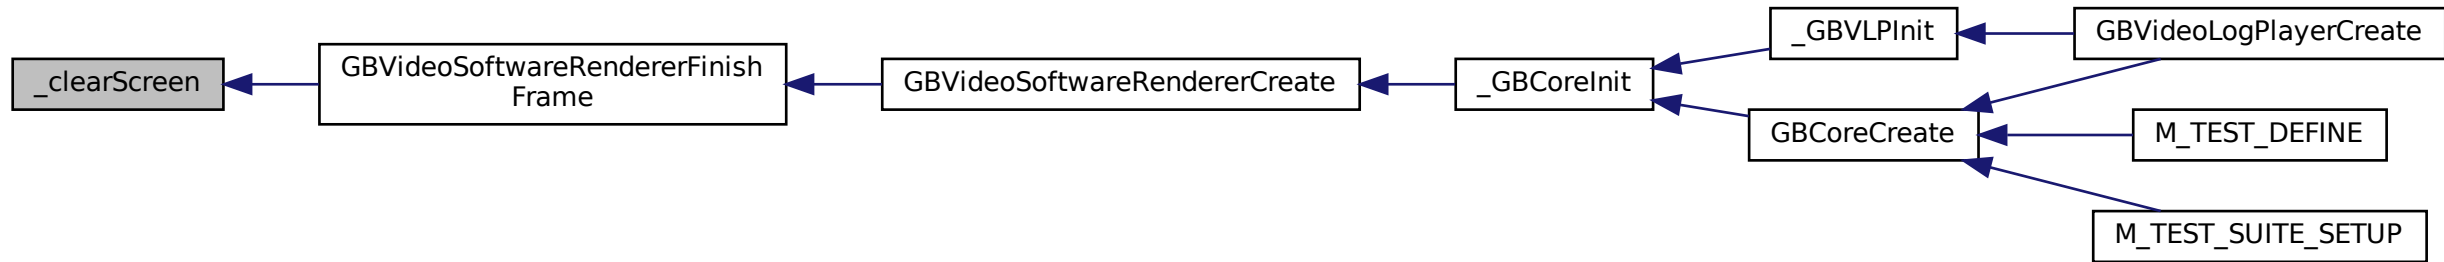 _clearScreen
GBVideoSoftwareRendererFinish
Frame
GBVideoSoftwareRendererCreate
_GBCoreInit
_GBVLPInit
GBVideoLogPlayerCreate
GBCoreCreate
M_TEST_DEFINE
M_TEST_SUITE_SETUP